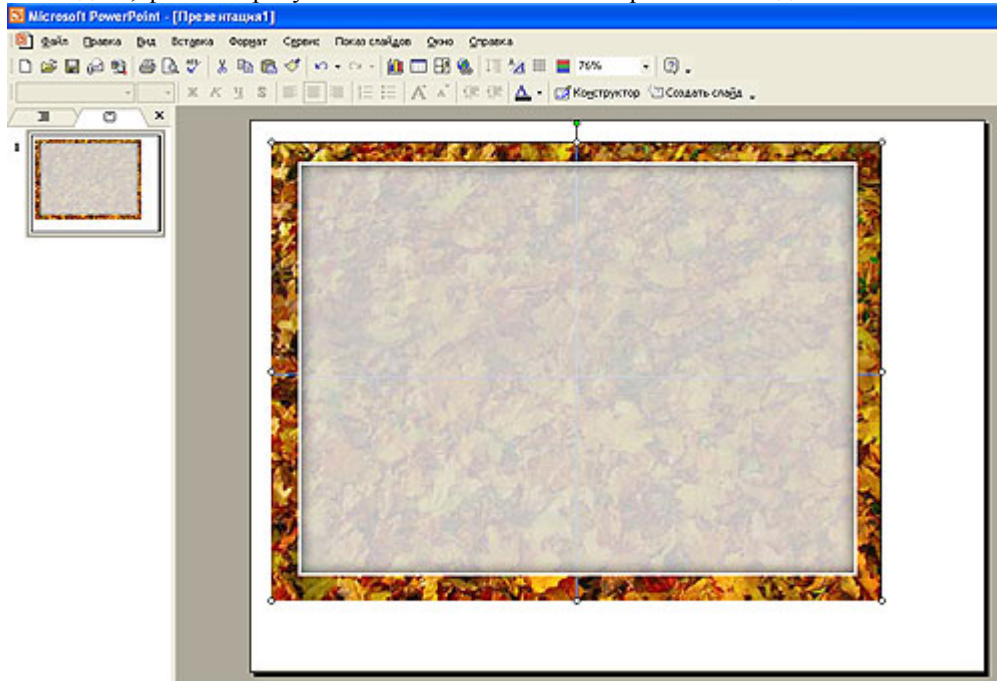 Microsoft PowerPoint - [Презентация1]
Файл Правка Вид Вставка Формат Сервис Показ слайдов Окно Справка
76%
Ж К Ч S Конструктор Создать слайд
1